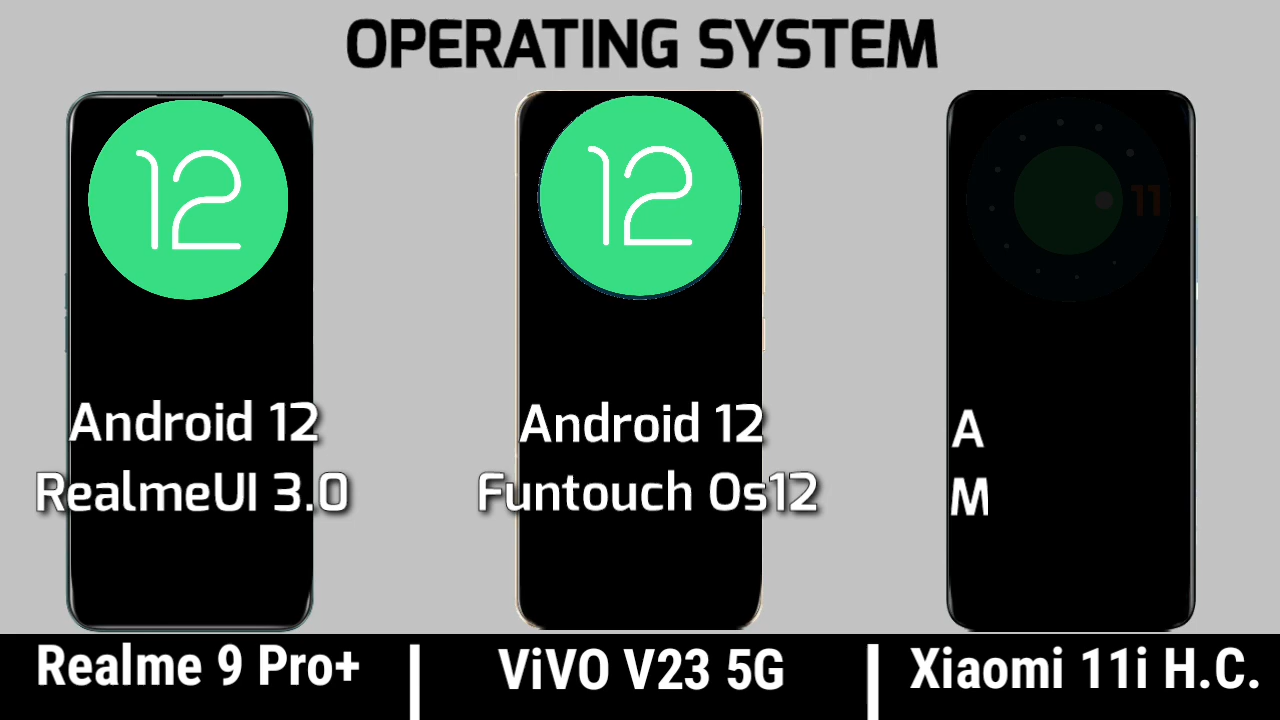 OPERATING SYSTEM
12
12
11
Android 12
RealmeUI 3.0
Android 12
Funtouch Os12
A
M
Realme 9 Pro+
ViVO V23 5G
Xiaomi 11i H.C.